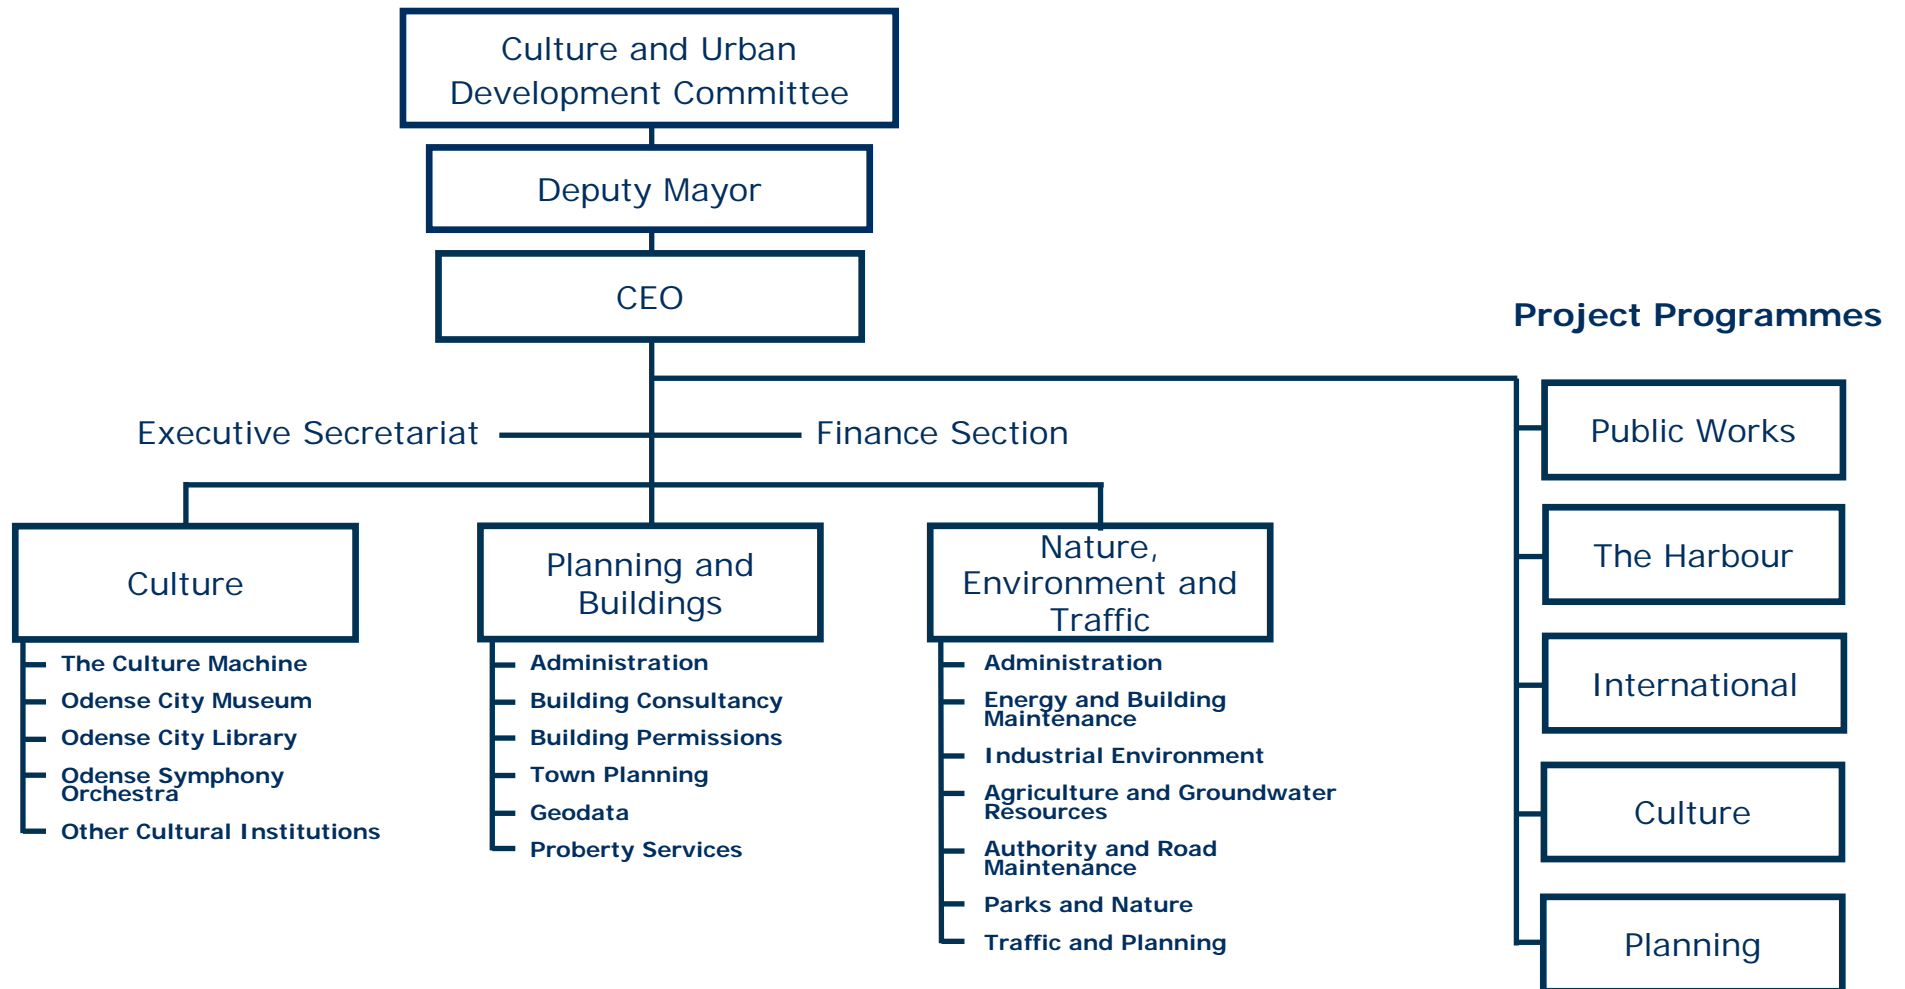 Culture and Urban
Development Committee
Deputy Mayor
CEO
Project Programmes
Executive Secretariat
Finance Section
Public Works
The Harbour
International
Culture
Planning
Culture
The Culture Machine
Odense City Museum
Odense City Library
Odense Symphony
Orchestra
Other Cultural Institutions
Planning and
Buildings
Administration
Building Consultancy
Building Permissions
Town Planning
Geodata
Proberty Services
Nature,
Environment and
Traffic
Administration
Energy and Building
Maintenance
Industrial Environment
Agriculture and Groundwater
Resources
Authority and Road
Maintenance
Parks and Nature
Traffic and Planning